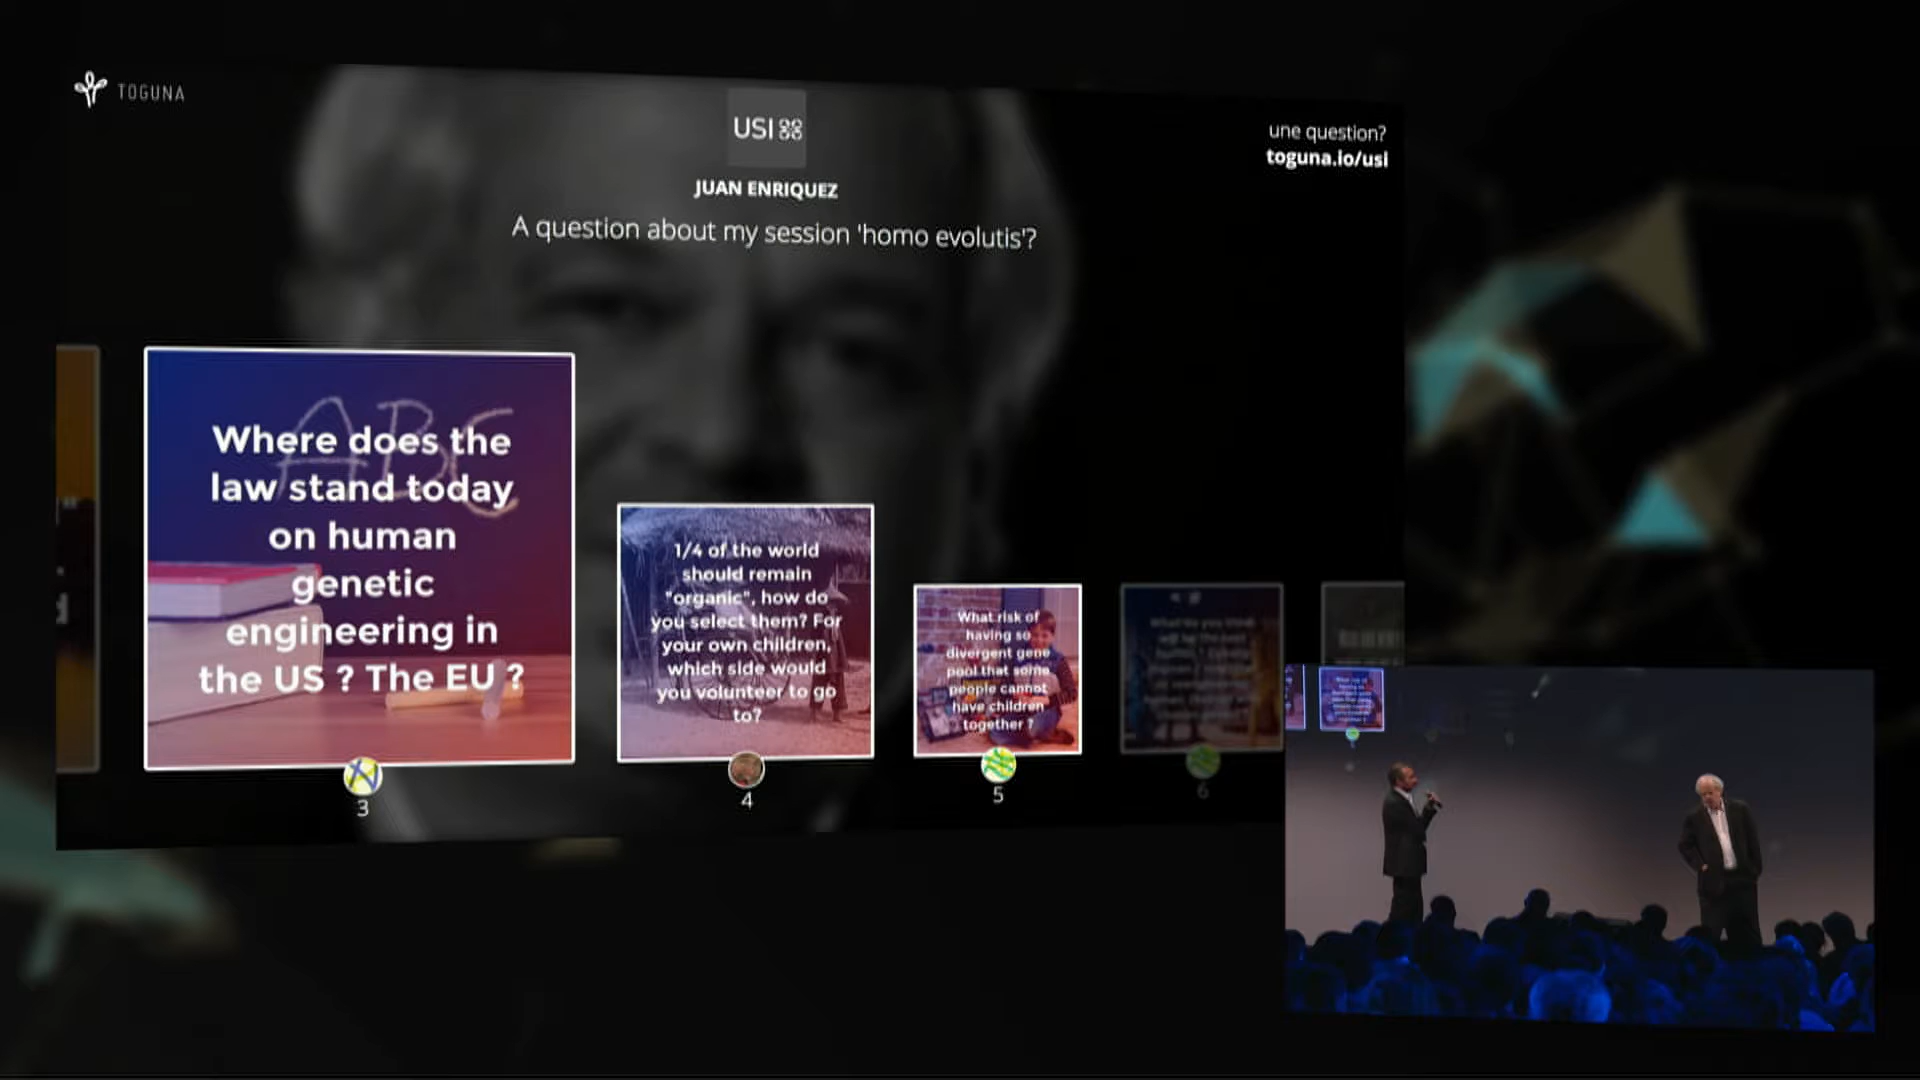 TOGUNA
USI
une question?
toguna.io/usi
JUAN ENRIQUEZ
A question about my session 'homo evolutis'?
ABC
Where does the
law stand today
on human
genetic
engineering in
the US ? The EU ?
3
1/4 of the world
should remain
"organic", how do
you select them? For
your own children,
which side would
you volunteer to go
to?
4
What risk of
having so
divergent gene
pool that some
people cannot
have children
together ?
5
6